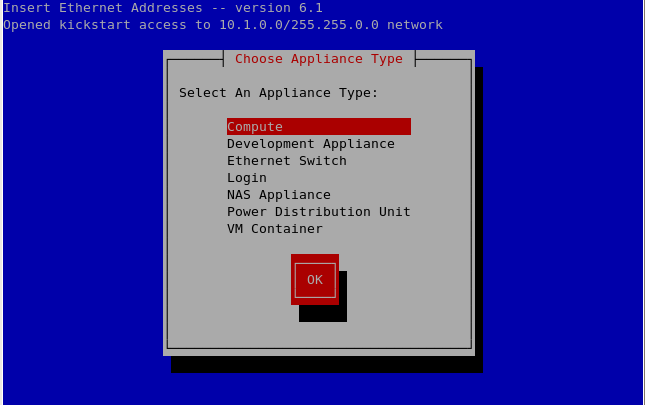 Insert Ethernet Addresses -- version 6.1
Opened kickstart access to 10.1.0.0/255.255.0.0 network
Choose Appliance Type
Select An Appliance Type:
Compute
Development Appliance
Ethernet Switch
Login
NAS Appliance
Power Distribution Unit
VM Container
OK